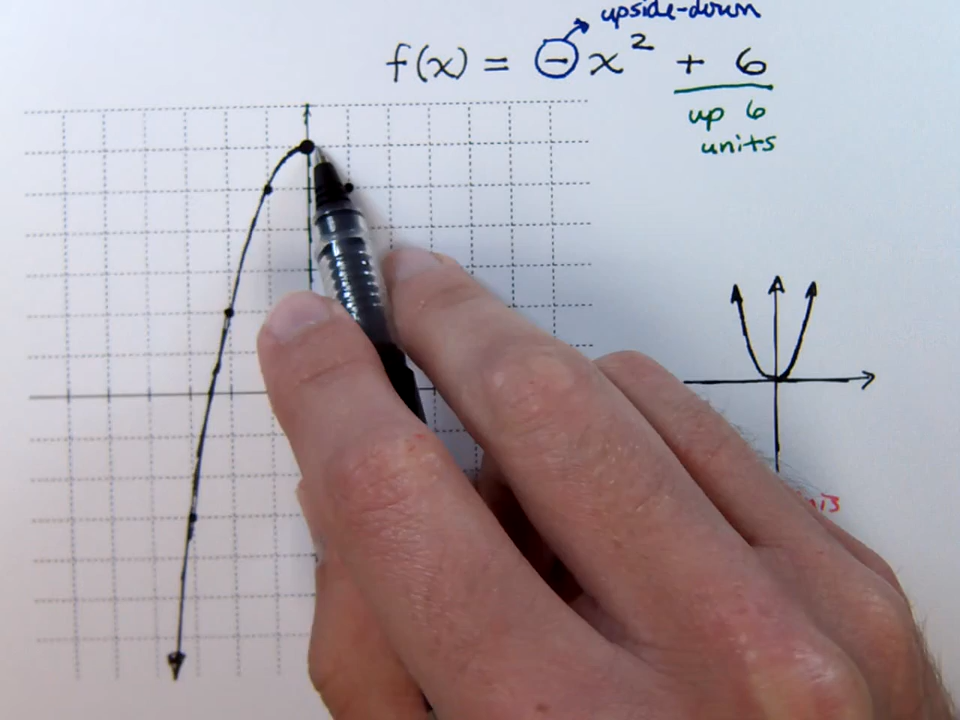 upside-down
f(x) = -x² + 6
up 6
units